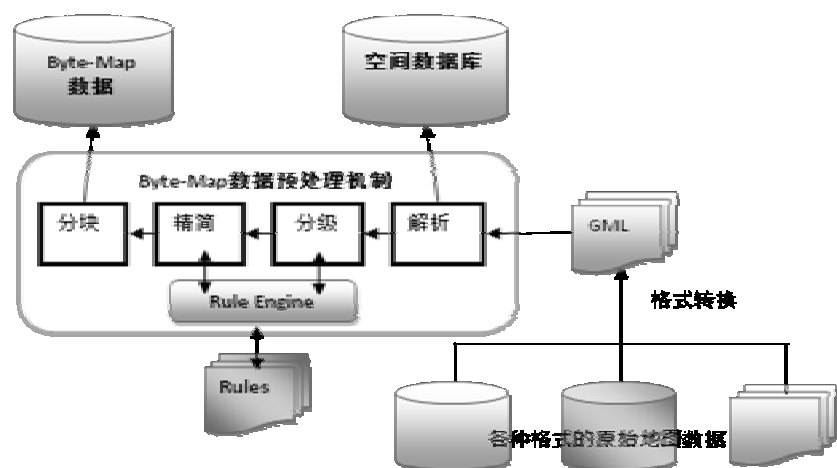 Byte-Map
数据
空间数据库
Byte-Map数据预处理机制
分块
精简
分级
解析
GML
Rule Engine
格式转换
Rules
各种格式的原始地图数据